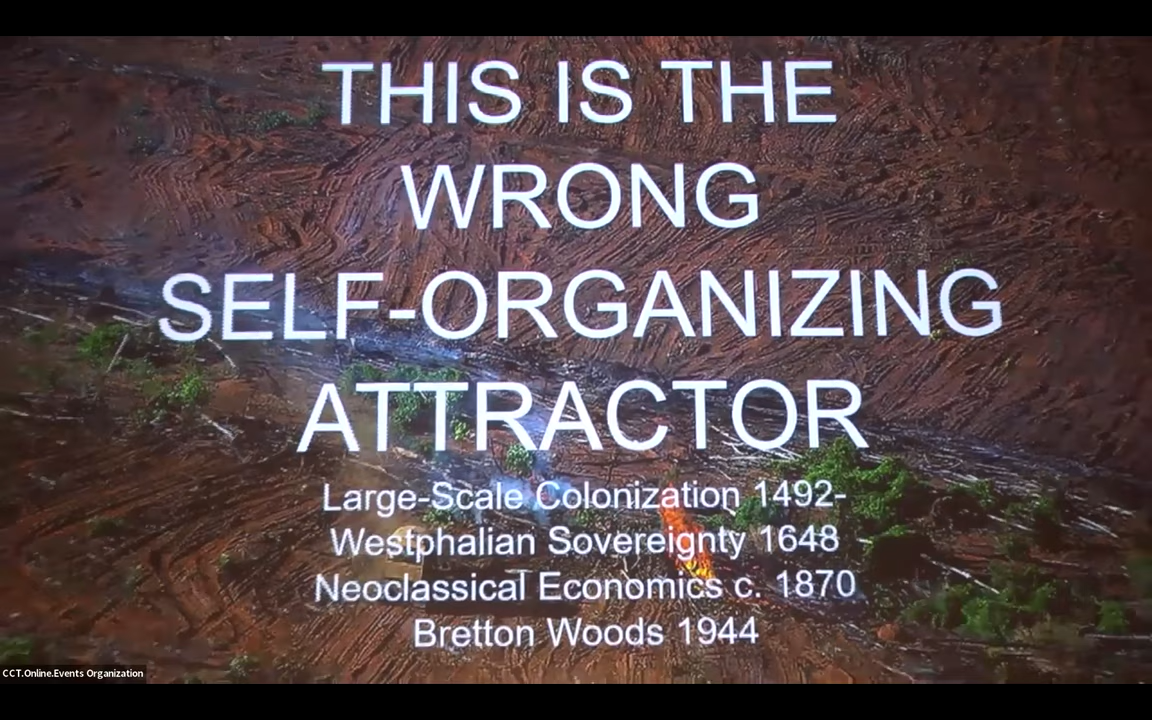 THIS IS THE
WRONG
SELF-ORGANIZING
ATTRACTOR
Large-Scale Colonization 1492-
Westphalian Sovereignty 1648
Neoclassical Economics c. 1870
Bretton Woods 1944
CCT.Online.Events Organization